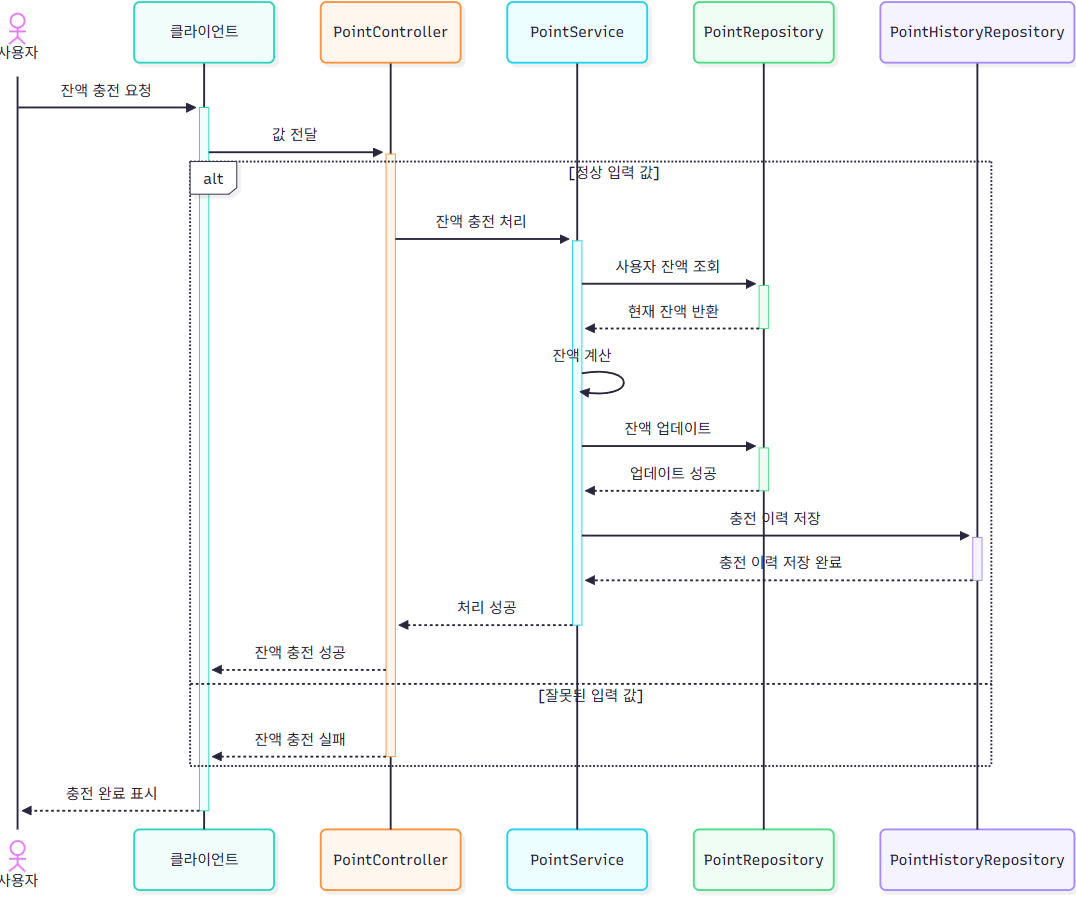 사용자
클라이언트
PointController
PointService
PointRepository
PointHistoryRepository
잔액 충전 요청
값 전달
alt
[정상 입력 값]
잔액 충전 처리
사용자 잔액 조회
현재 잔액 반환
잔액 계산
잔액 업데이트
업데이트 성공
충전 이력 저장
충전 이력 저장 완료
처리 성공
잔액 충전 성공
[잘못된 입력 값]
잔액 충전 실패
충전 완료 표시
사용자
클라이언트
PointController
PointService
PointRepository
PointHistoryRepository